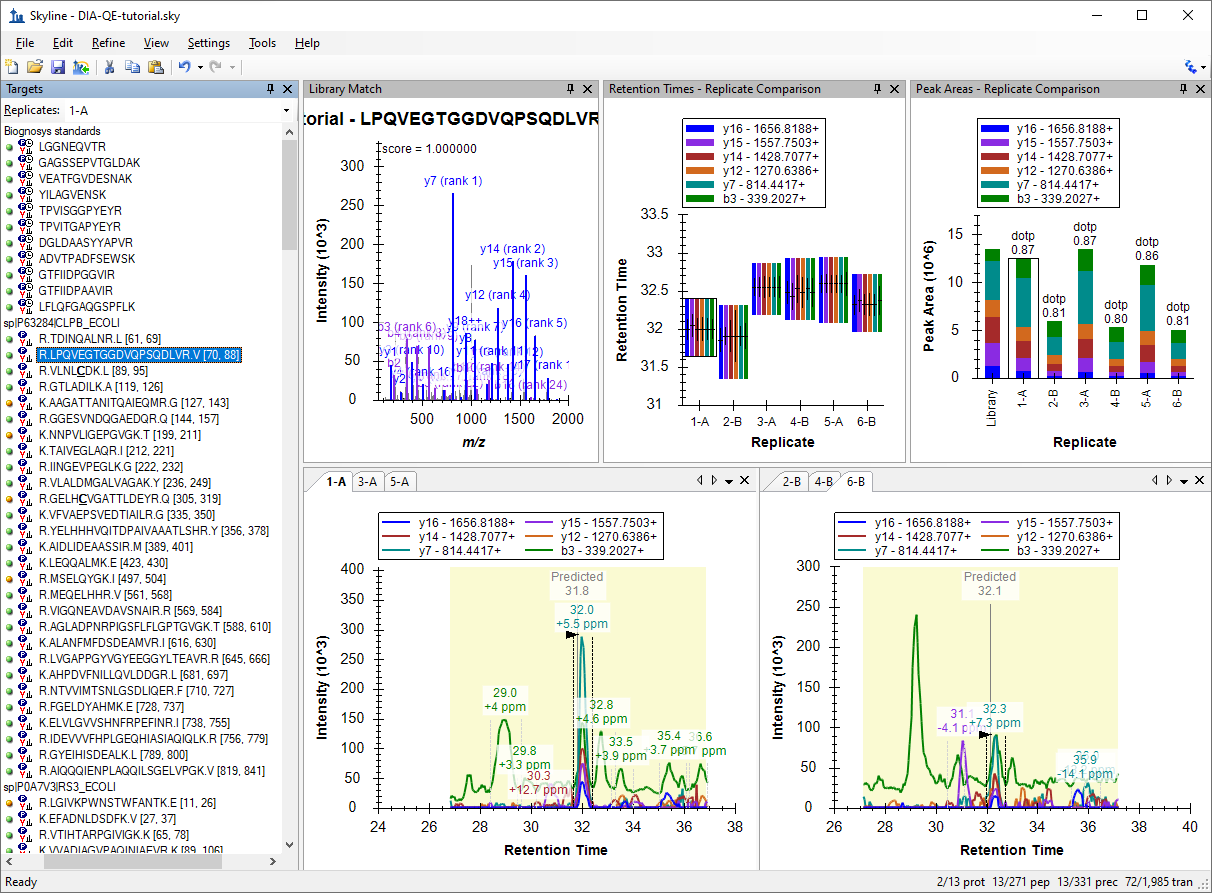 Skyline - DIA-QE-tutorial.sky
File Edit Refine View Settings Tools Help
Targets
Replicates: 1-A
Biognosys standards
LGGNEQVTR
GAGSSEPVTGLDAK
VEATFGVDESNAK
YILAGVENSK
TPVISGGPYEYR
TPVITGAPYEYR
DGLDAASYYAPVR
ADVTPADFSEWSK
GTFIIDPGGVIR
GTFIIDPAAVIR
LFLQFGAQGSPFLK
sp|P63284|CLPB_ECOLI
R.TDINQALNR.L [61, 69]
R.LPQVEGTGGDVQPSQDLVR.V [70, 88]
R.VLNLCDK.L [89, 95]
R.GTLADILK.A [119, 126]
K.AAGATTANITQAIEQMR.G [127, 143]
R.GGESVNDQGAEDQR.Q [144, 157]
K.NNPVLIGEPGVGK.T [199, 211]
K.TAIVEGLAQR.I [212, 221]
R.IINGEVPEGLK.G [222, 232]
R.VLALDMGALVAGAK.Y [236, 249]
R.GELHCVGATTLDEYR.Q [305, 319]
K.VFVAEPSVEDTIAILR.G [335, 350]
R.YELHHHVQITDPAIVAAATLSHR.Y [356, 378]
K.AIDLIDEAASSIR.M [389, 401]
K.LEQQALMK.E [423, 430]
R.MSELQYGK.I [497, 504]
R.MEQELHHR.V [561, 568]
R.VIGQNEAVDAVSNAIR.R [569, 584]
R.AGLADPNRPIGSFLFLGPTGVGK.T [588, 610]
K.ALANFMFDSDEAMVR.I [616, 630]
R.LVGAPPGYVGYEEGGYLTEAVR.R [645, 666]
K.AHPDVFNILLQVLDDGR.L [681, 697]
R.NTVVIMTSNLGSDLIQER.F [710, 727]
R.FGELDYAHMK.E [728, 737]
K.ELVLGVVSHNFRPEFINR.I [738, 755]
R.IDEVVVFHPLGEQHIASIAQIQLK.R [756, 779]
R.GYEIHISDEALK.L [789, 800]
R.AIQQQIENPLAQQILSGELVPGK.V [819, 841]
sp|P0A7V3|RS3_ECOLI
R.LGIVKPWNSTWFANTK.E [11, 26]
K.EFADNLDSDFK.V [27, 37]
R.VTIHTARPGIVIGK.K [65, 78]
K.VVADIAGVPAQINIAEVR.K [89, 106]
Library Match
torial - LPQVEGTGGDVQPSQDLVR
score = 1.000000
y7 (rank 1)
y14 (rank 2)
y15 (rank 3)
y12 (rank 4)
y16 (rank 5)
b3 (rank 6)
Intensity (10^3)
300
250
200
150
100
50
0
500 1000 1500 2000
m/z
Retention Times - Replicate Comparison
y16 - 1656.8188+
y15 - 1557.7503+
y14 - 1428.7077+
y12 - 1270.6386+
y7 - 814.4417+
b3 - 339.2027+
Retention Time
33.5
33
32.5
32
31.5
31
1-A 2-B 3-A 4-B 5-A 6-B
Replicate
Peak Areas - Replicate Comparison
y16 - 1656.8188+
y15 - 1557.7503+
y14 - 1428.7077+
y12 - 1270.6386+
y7 - 814.4417+
b3 - 339.2027+
Peak Area (10^6)
15
10
5
0
dotp 0.87
dotp 0.81
dotp 0.87
dotp 0.80
dotp 0.86
dotp 0.81
Library 1-A 2-B 3-A 4-B 5-A 6-B
Replicate
1-A 3-A 5-A
y16 - 1656.8188+ y15 - 1557.7503+
y14 - 1428.7077+ y12 - 1270.6386+
y7 - 814.4417+ b3 - 339.2027+
Intensity (10^3)
400
350
300
250
200
150
100
50
0
Predicted
31.8
32.0
+5.5 ppm
29.0
+4 ppm
29.8
+3.3 ppm
30.3
+12.7 ppm
32.8
+4.6 ppm
33.5
+3.9 ppm
35.4
+3.7 ppm
24 26 28 30 32 34 36 38
Retention Time
2-B 4-B 6-B
y16 - 1656.8188+ y15 - 1557.7503+
y14 - 1428.7077+ y12 - 1270.6386+
y7 - 814.4417+ b3 - 339.2027+
Intensity (10^3)
300
250
200
150
100
50
0
Predicted
32.1
31.1
32.3
+7.3 ppm
-14.1 ppm
26 28 30 32 34 36 38 40
Retention Time
Ready
2/13 prot 13/271 pep 13/331 prec 72/1,985 tran